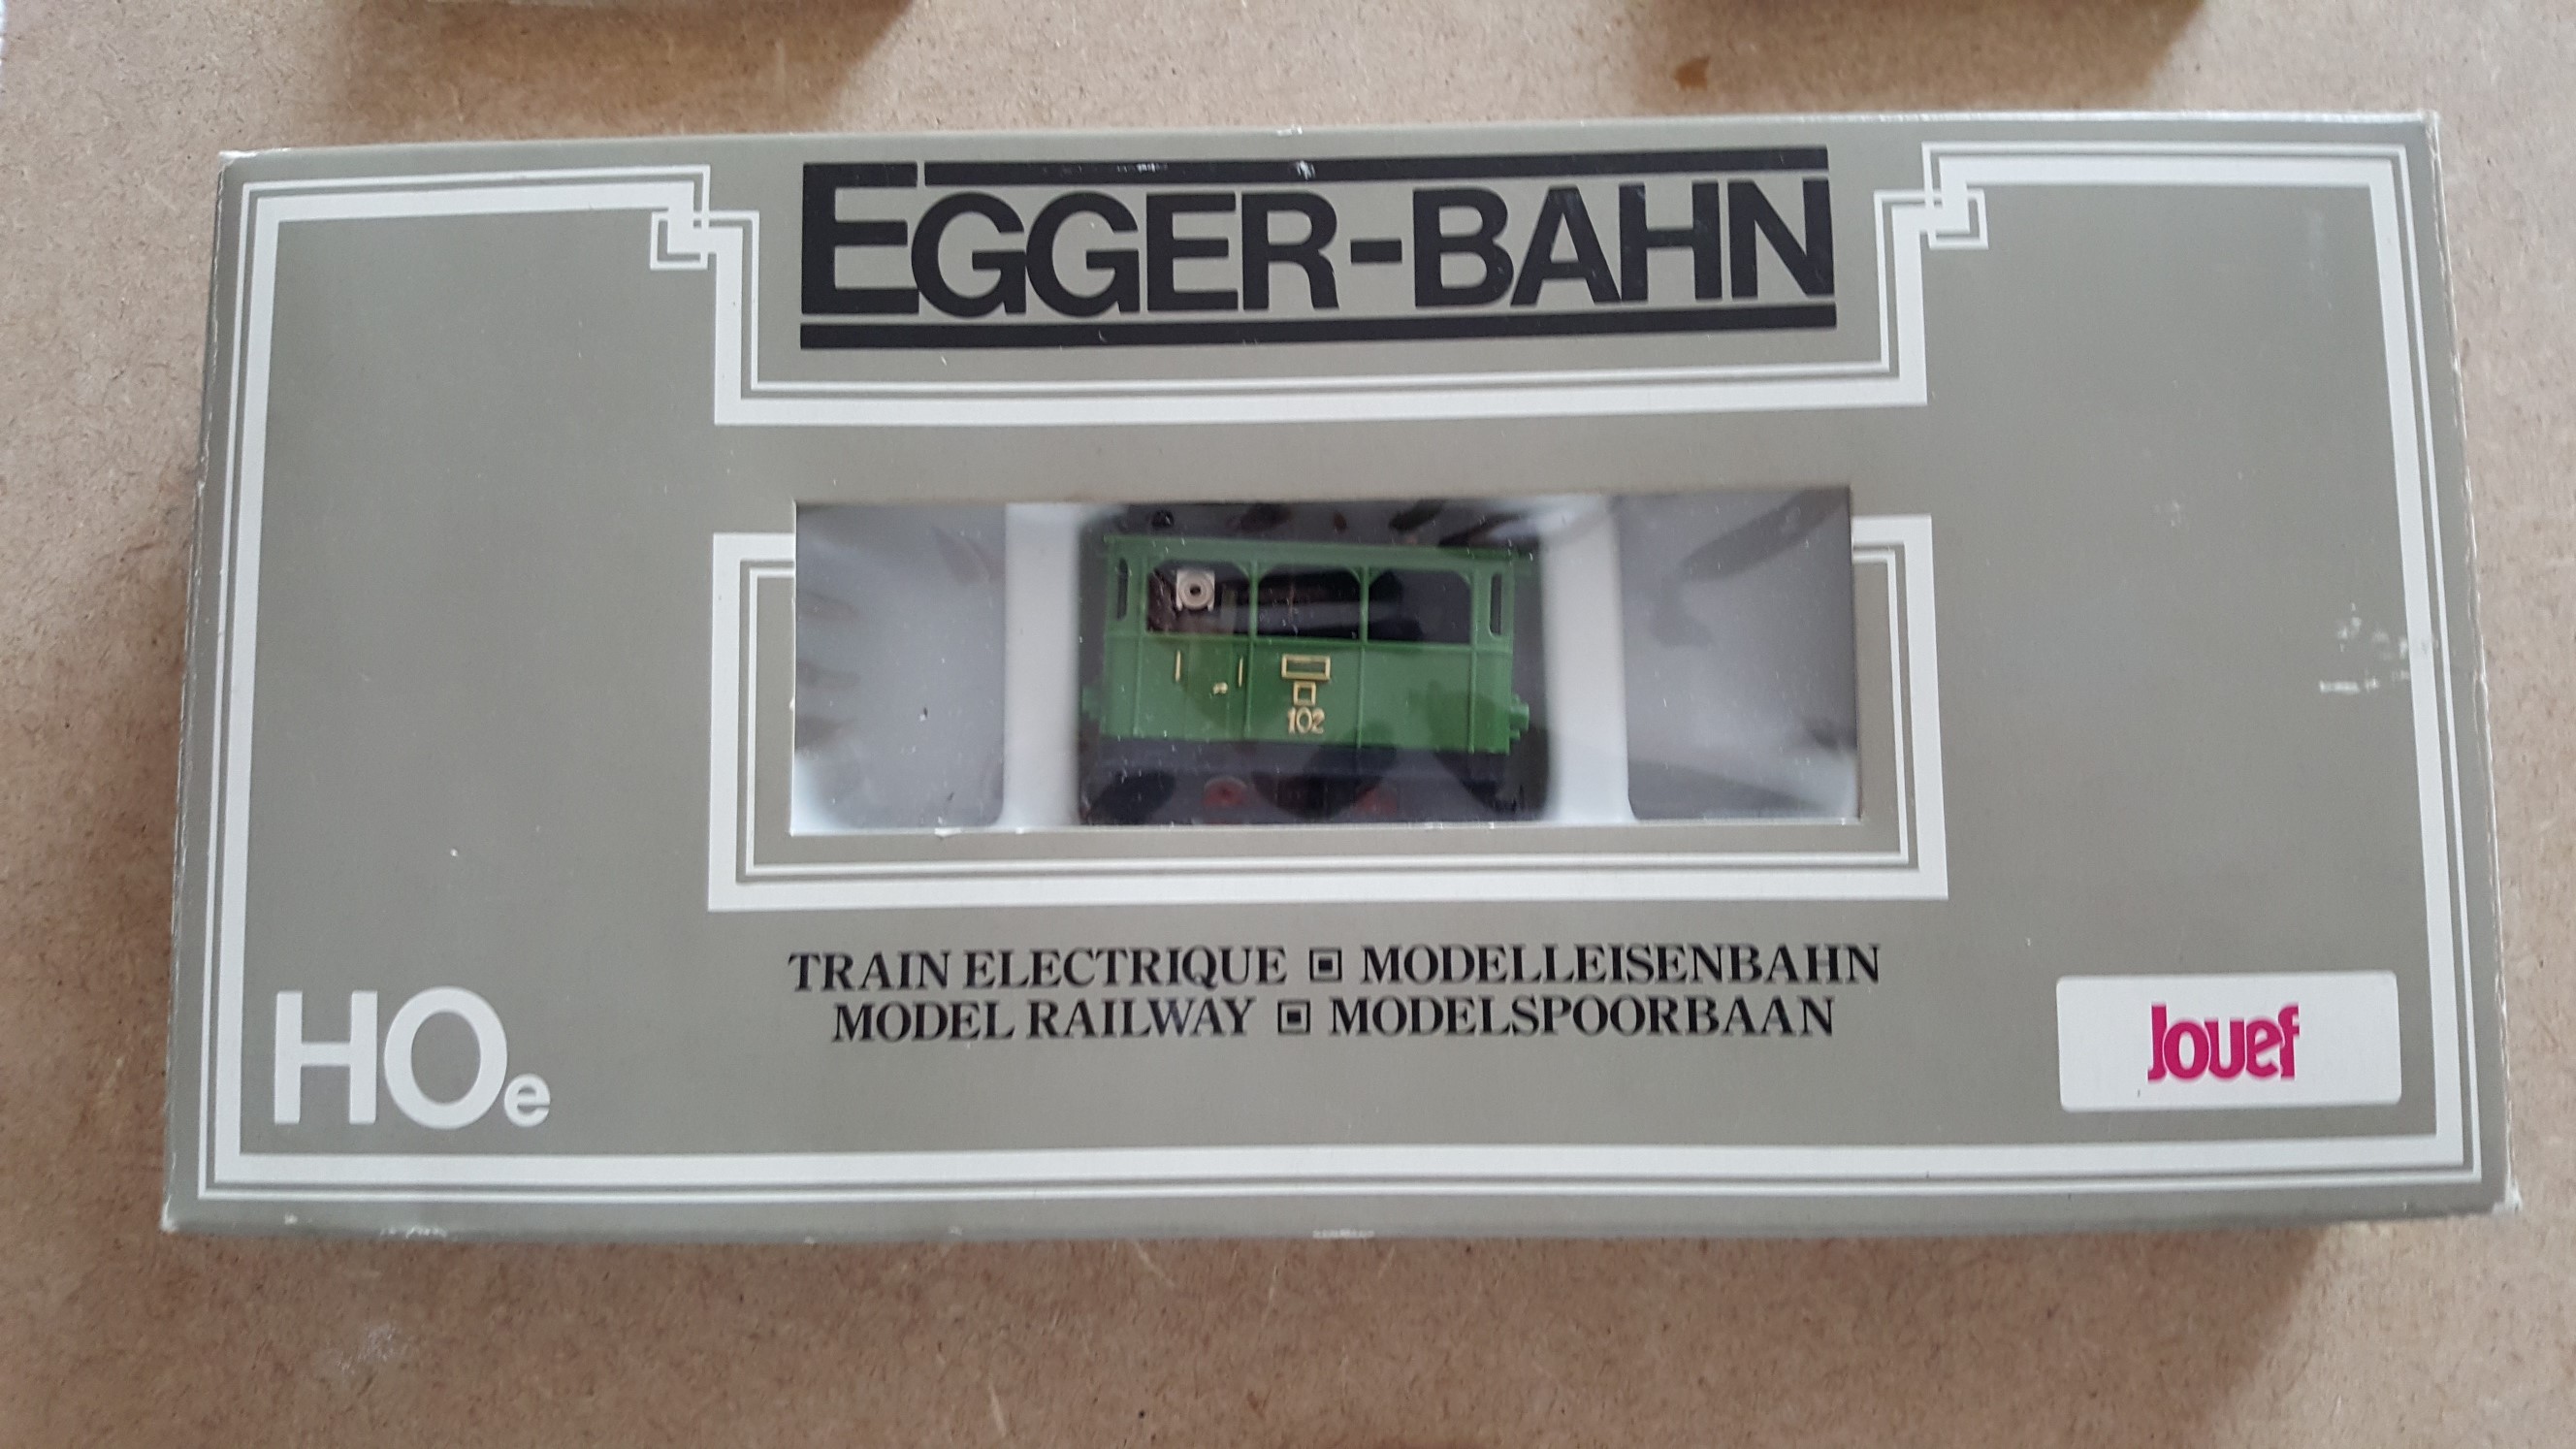 EGGER-BAHN
102
TRAIN ELECTRIQUE ▣ MODELLEISENBAHN
MODEL RAILWAY ▣ MODELSPOORBAAN
HOe
Jouef